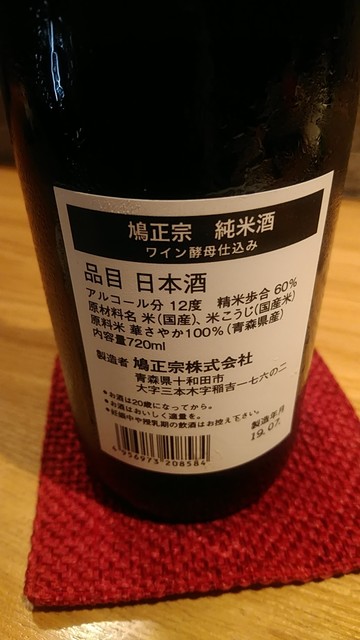 鳩正宗 純米酒
ワイン酵母仕込み
品目 日本酒
アルコール分 12度 精米歩合 60%
原材料名 米(国産)、米こうじ(国産米)
原料米 華さやか100%(青森県産)
内容量720ml
製造者 鳩正宗株式会社
青森県十和田市
大字三本木字稲吉一七六の二
●お酒は20歳になってから。
●お酒はおいしく適量を。
●妊娠中や授乳期の飲酒はお控え下さい。
製造年月
19.07.
4 956973 208584